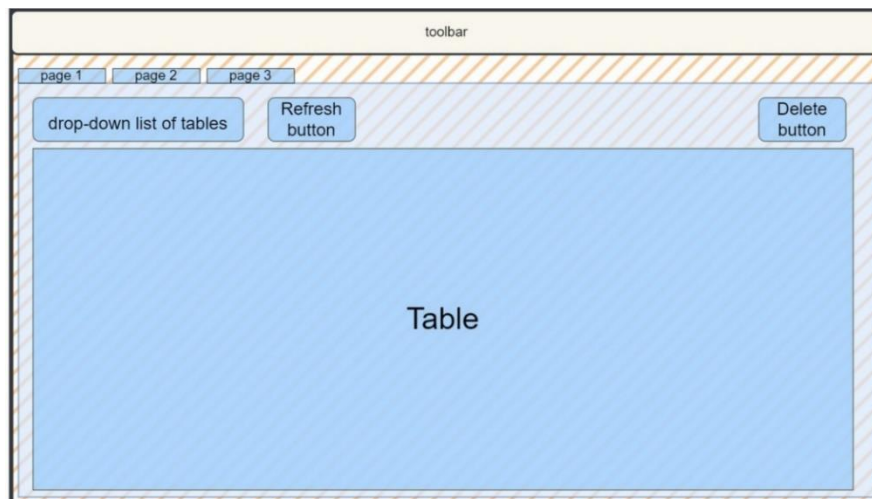 toolbar
page 1
page 2
page 3
drop-down list of tables
Refresh
button
Delete
button
Table